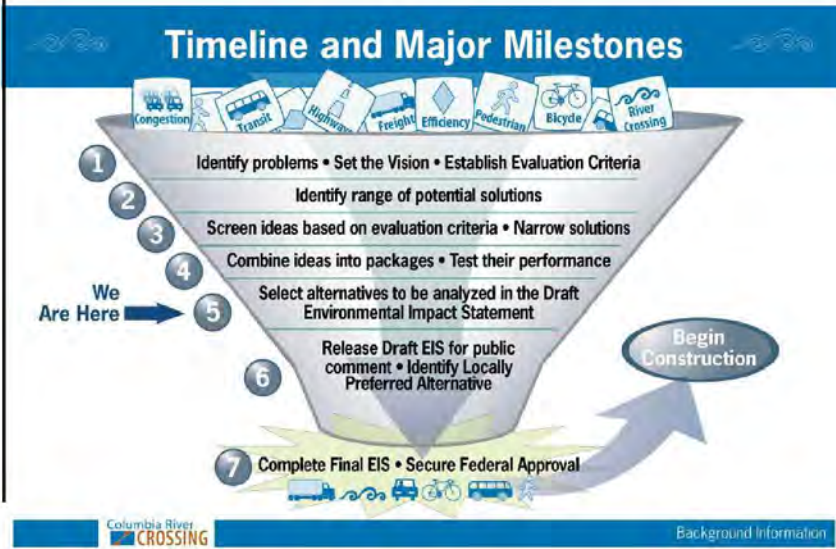 Timeline and Major Milestones
Congestion
Transit
Highway
Freight
Efficiency
Pedestrian
Bicycle
River
Crossing
1
Identify problems • Set the Vision • Establish Evaluation Criteria
2
Identify range of potential solutions
3
Screen ideas based on evaluation criteria • Narrow solutions
4
Combine ideas into packages • Test their performance
We
Are Here
5
Select alternatives to be analyzed in the Draft
Environmental Impact Statement
6
Release Draft EIS for public
comment • Identify Locally
Preferred Alternative
Begin
Construction
7
Complete Final EIS • Secure Federal Approval
Columbia River
CROSSING
Background Information